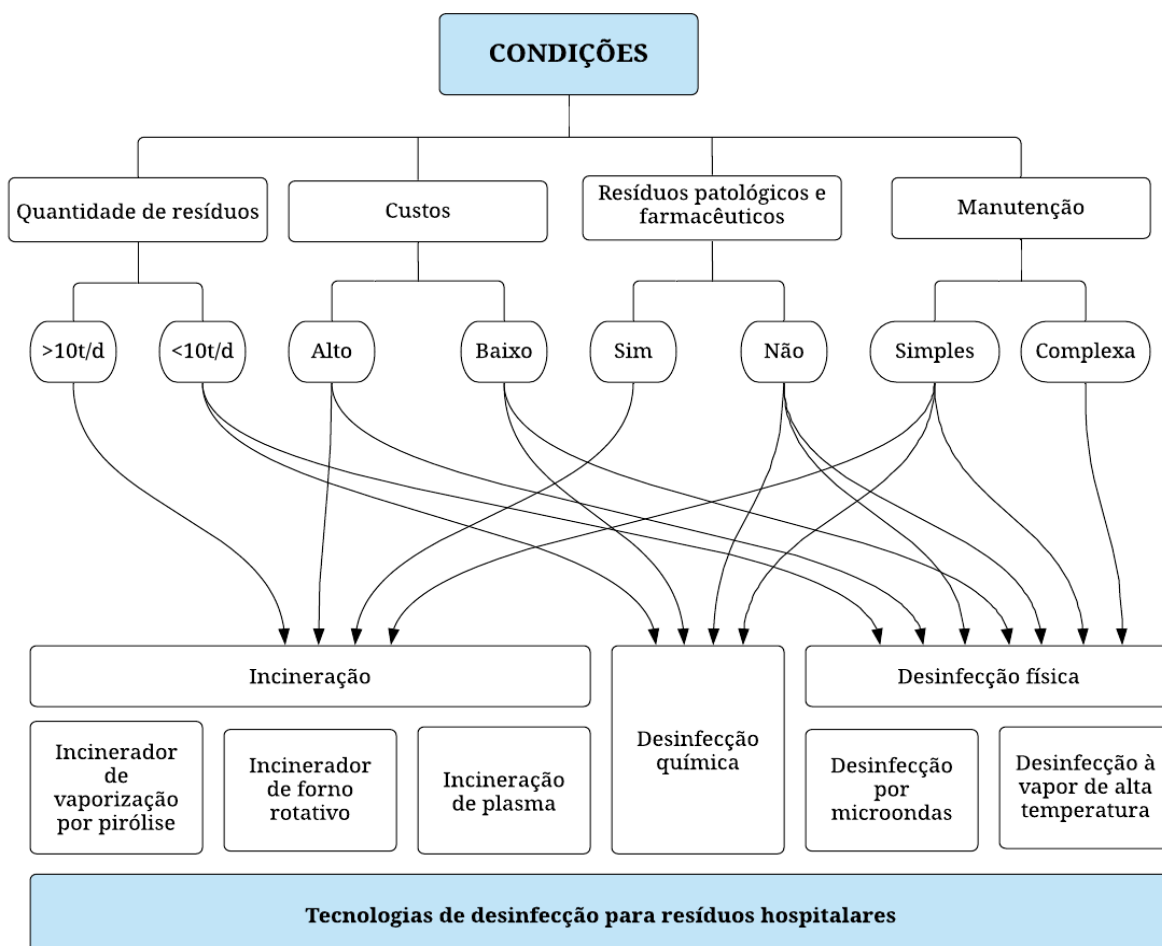 CONDIÇÕES
Quantidade de resíduos
Custos
Resíduos patológicos e
farmacêuticos
Manutenção
>10t/d
<10t/d
Alto
Baixo
Sim
Não
Simples
Complexa
Incineração
Desinfecção
química
Desinfecção física
Incinerador
de
vaporização
por pirólise
Incinerador
de forno
rotativo
Incineração
de plasma
Desinfecção
por
microondas
Desinfecção à
vapor de alta
temperatura
Tecnologias de desinfecção para resíduos hospitalares